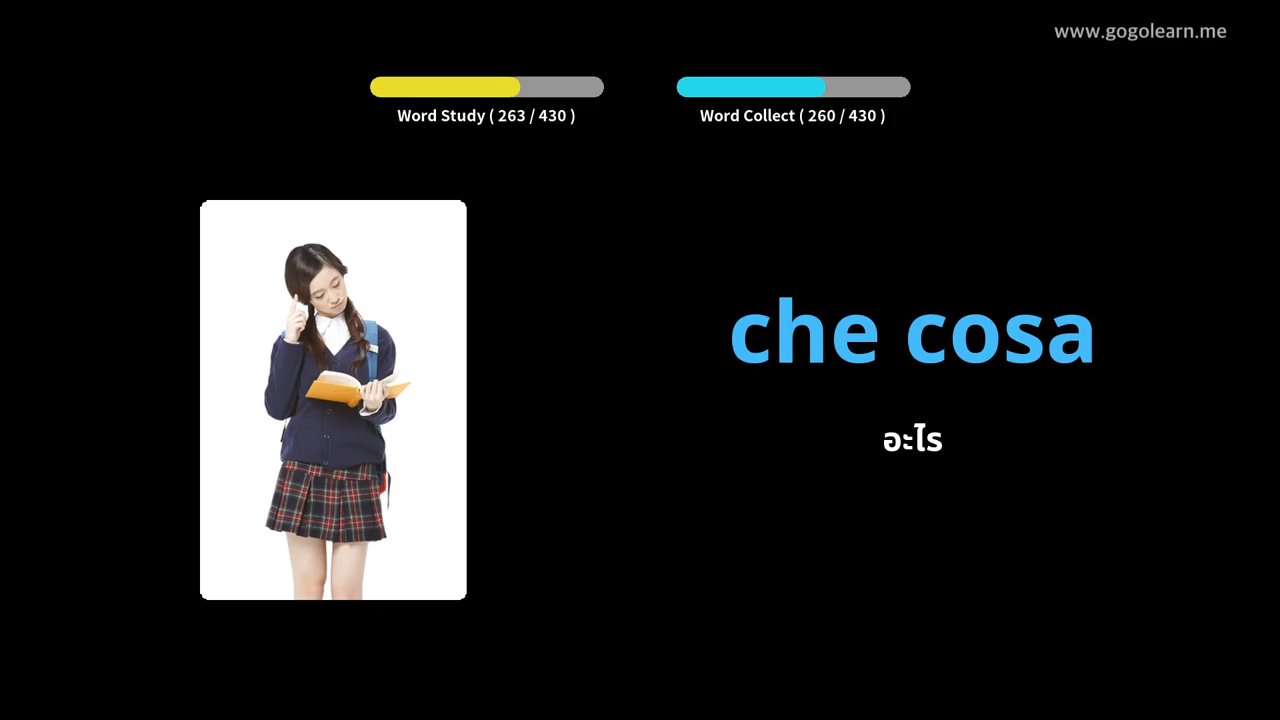 www.gogolearn.me
Word Study ( 263 / 430 )
Word Collect ( 260 / 430 )
che cosa
อะไร